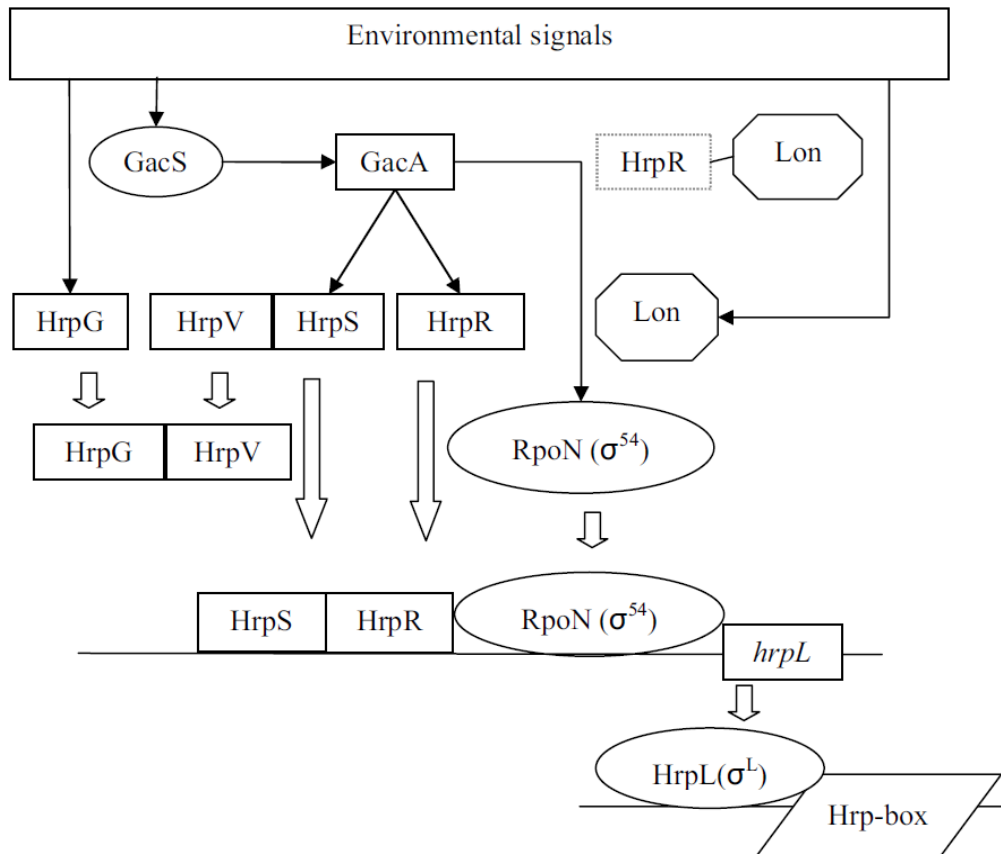 Environmental signals
GacS
GacA
HrpR
Lon
HrpG
HrpV
HrpS
HrpR
Lon
HrpG
HrpV
RpoN (σ⁵⁴)
HrpS
HrpR
RpoN (σ⁵⁴)
hrpL
HrpL(σᴸ)
Hrp-box